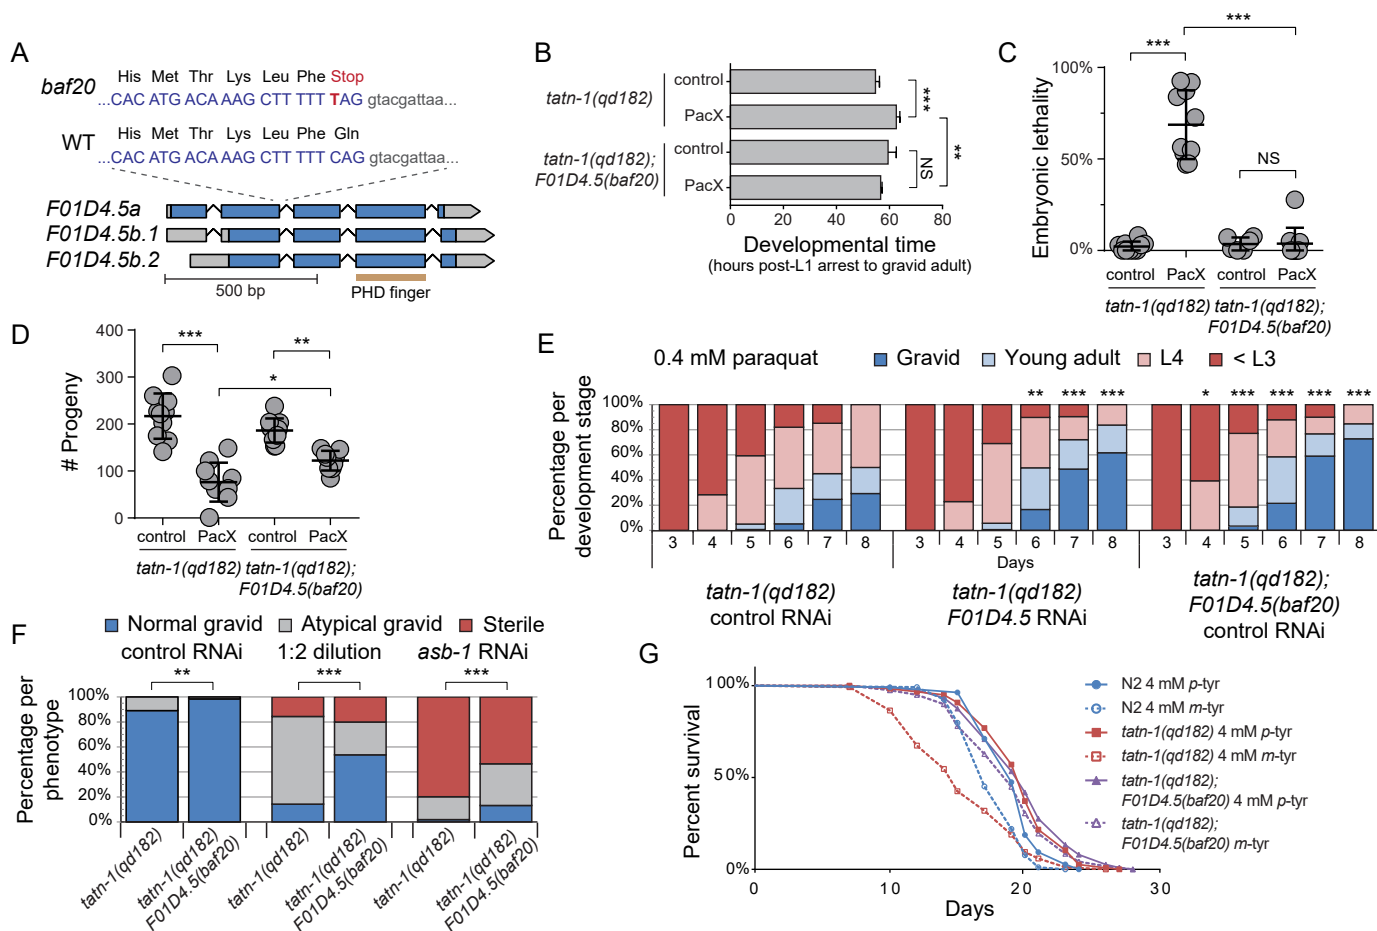 A
baf20
His Met Thr Lys Leu Phe Stop
...CAC ATG ACA AAG CTT TTT TAG gtacgattaa...
WT
His Met Thr Lys Leu Phe Gln
...CAC ATG ACA AAG CTT TTT CAG gtacgattaa...
F01D4.5a
F01D4.5b.1
F01D4.5b.2
500 bp
PHD finger
B
tatn-1(qd182)
control
PacX
tatn-1(qd182);
F01D4.5(baf20)
control
PacX
***
**
NS
0 20 40 60 80
Developmental time
(hours post-L1 arrest to gravid adult)
C
Embryonic lethality
100%
50%
0%
***
***
NS
control PacX control PacX
tatn-1(qd182) tatn-1(qd182);
F01D4.5(baf20)
D
# Progeny
400
300
200
100
0
***
**
*
control PacX control PacX
tatn-1(qd182) tatn-1(qd182);
F01D4.5(baf20)
E
0.4 mM paraquat Gravid Young adult L4 < L3
Percentage per
development stage
100%
80%
60%
40%
20%
0%
** *** *** * *** *** *** ***
3 4 5 6 7 8 3 4 5 6 7 8 3 4 5 6 7 8
Days
tatn-1(qd182)
control RNAi
tatn-1(qd182)
F01D4.5 RNAi
tatn-1(qd182);
F01D4.5(baf20)
control RNAi
F
Normal gravid Atypical gravid Sterile
control RNAi 1:2 dilution asb-1 RNAi
** *** ***
Percentage per
phenotype
100%
80%
60%
40%
20%
0%
tatn-1(qd182)
tatn-1(qd182)
F01D4.5(baf20)
tatn-1(qd182)
tatn-1(qd182)
F01D4.5(baf20)
tatn-1(qd182)
tatn-1(qd182)
F01D4.5(baf20)
G
Percent survival
100%
50%
0%
0 10 20 30
Days
N2 4 mM p-tyr
N2 4 mM m-tyr
tatn-1(qd182) 4 mM p-tyr
tatn-1(qd182) 4 mM m-tyr
tatn-1(qd182);
F01D4.5(baf20) 4 mM p-tyr
tatn-1(qd182);
F01D4.5(baf20) m-tyr